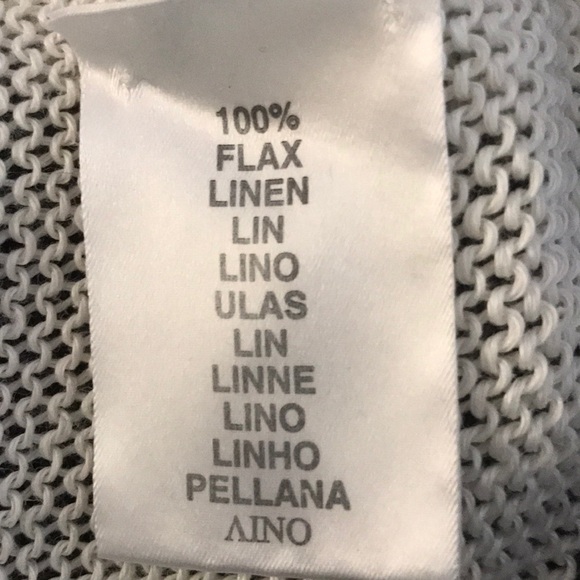 100%
FLAX
LINEN
LIN
LINO
ULAS
LIN
LINNE
LINO
LINHO
PELLANA
ΛΙΝΟ